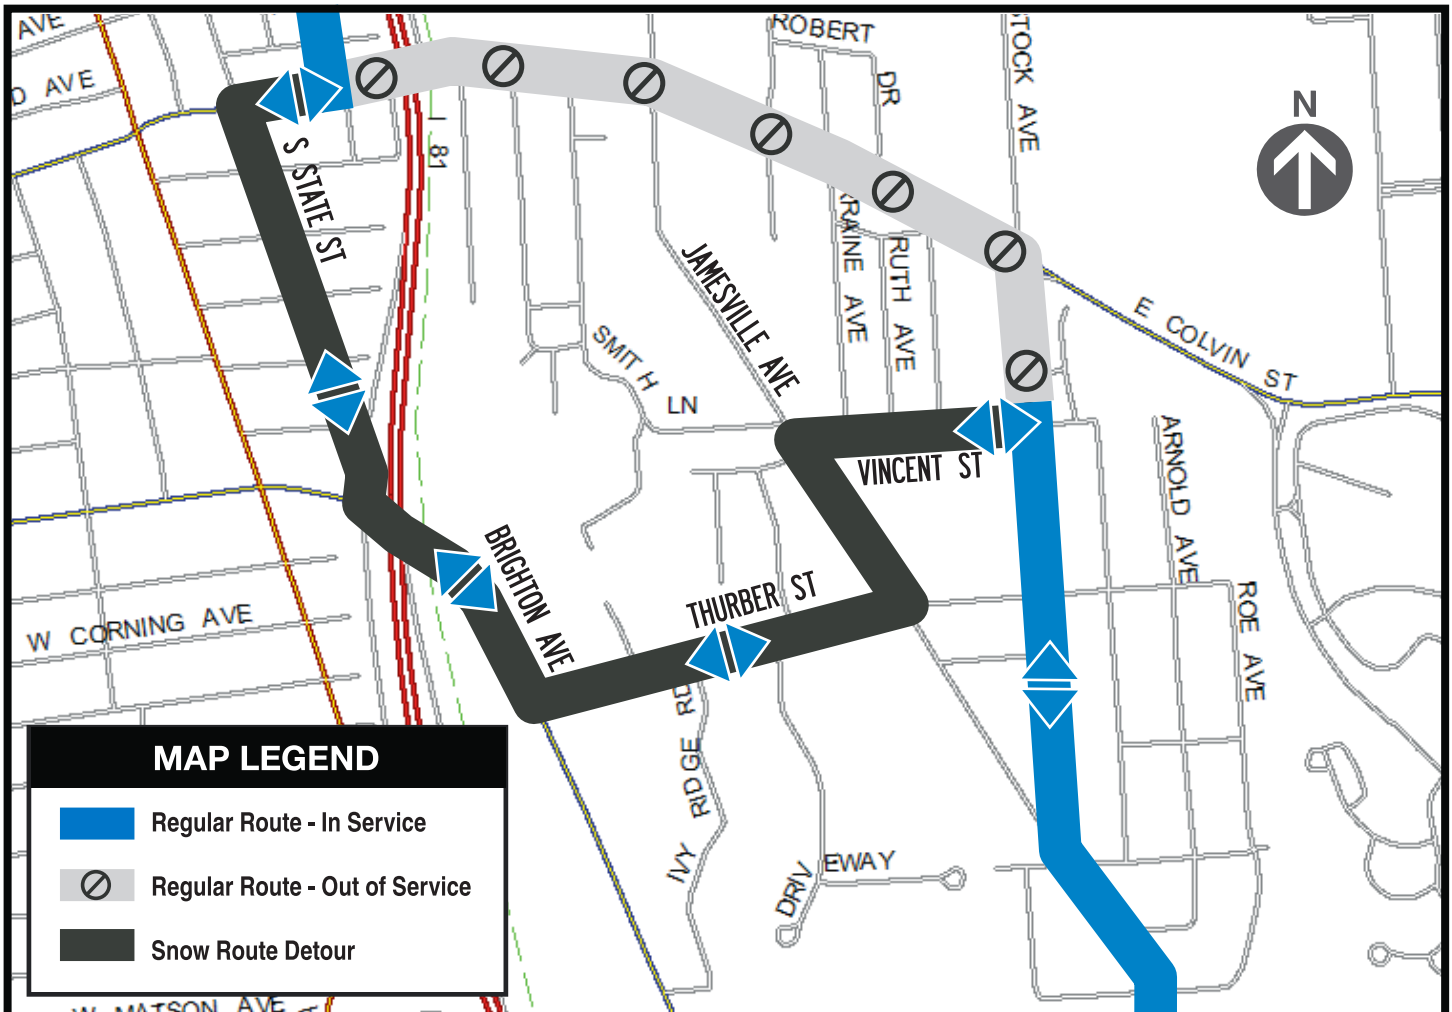 AVE
D AVE
ROBERT
DR
TOCK AVE
N
I 81
S STATE ST
RAINE AVE
RUTH AVE
JAMESVILLE AVE
E COLVIN ST
SMITH
LN
VINCENT ST
ARNOLD AVE
BRIGHTON AVE
THURBER ST
ROE AVE
W CORNING AVE
IVY RIDGE RD
DRIV
EWAY
MAP LEGEND
Regular Route - In Service
Regular Route - Out of Service
Snow Route Detour
W MATSON AVE